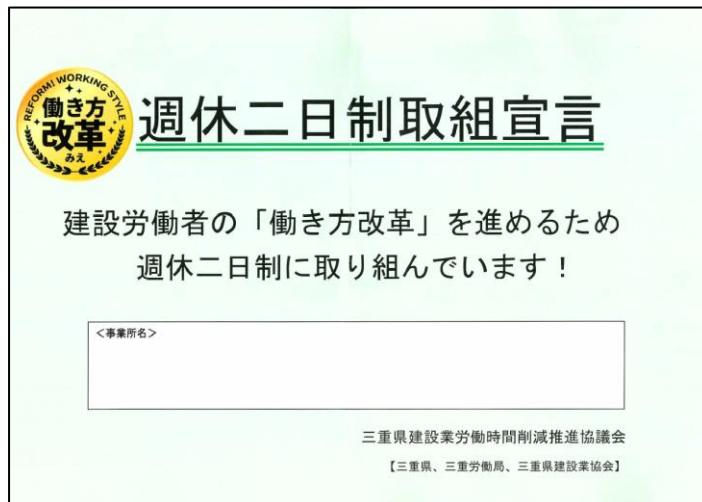 REFORM! WORKING STYLE
働き方
改革
みえ
週休二日制取組宣言
建設労働者の「働き方改革」を進めるため
週休二日制に取り組んでいます！
＜事業所名＞
三重県建設業労働時間削減推進協議会
【三重県、三重労働局、三重県建設業協会】